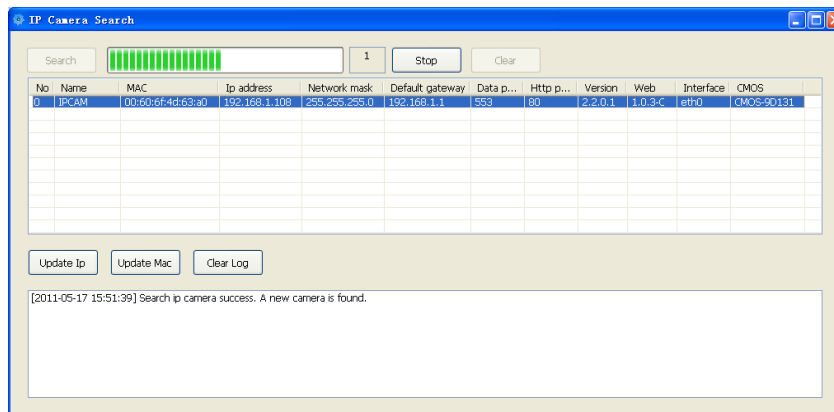 IP Camera Search
Search 1 Stop Clear
No Name MAC Ip address Network mask Default gateway Data p... Http p... Version Web Interface CMOS
0 IPCAM 00:60:6f:4d:63:a0 192.168.1.108 255.255.255.0 192.168.1.1 553 80 2.2.0.1 1.0.3-C eth0 CMOS-9D131
Update Ip Update Mac Clear Log
[2011-05-17 15:51:39] Search ip camera success. A new camera is found.